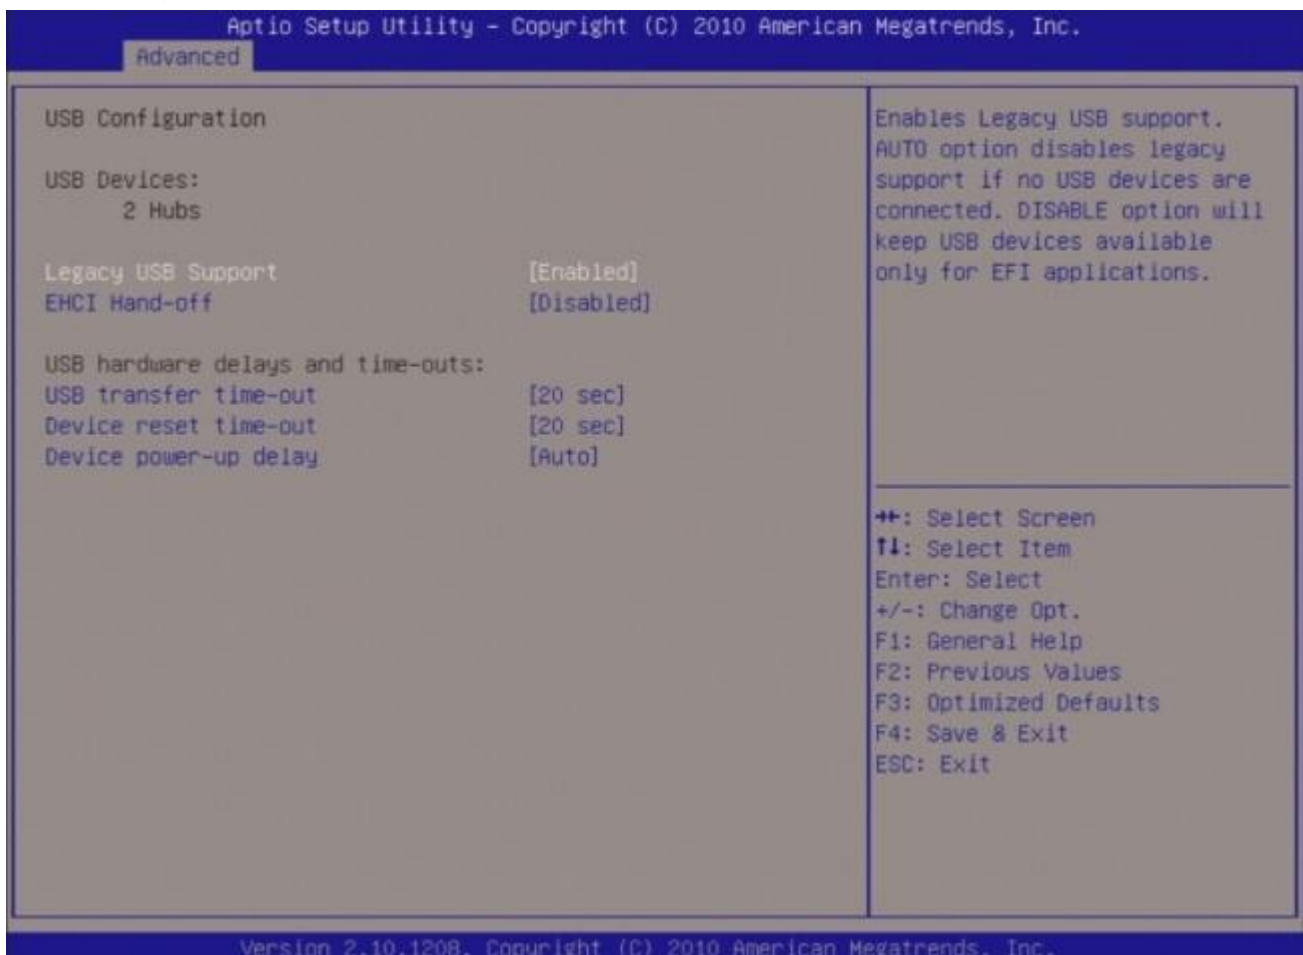 Aptio Setup Utility - Copyright (C) 2010 American Megatrends, Inc.
Advanced
USB Configuration
USB Devices:
2 Hubs
Legacy USB Support [Enabled]
EHCI Hand-off [Disabled]
USB hardware delays and time-outs:
USB transfer time-out [20 sec]
Device reset time-out [20 sec]
Device power-up delay [Auto]
Enables Legacy USB support.
AUTO option disables legacy
support if no USB devices are
connected. DISABLE option will
keep USB devices available
only for EFI applications.
→←: Select Screen
↑↓: Select Item
Enter: Select
+/-: Change Opt.
F1: General Help
F2: Previous Values
F3: Optimized Defaults
F4: Save & Exit
ESC: Exit
Version 2.10.1208. Copyright (C) 2010 American Megatrends, Inc.